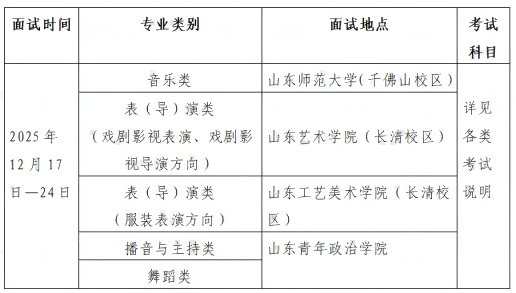 面试时间 专业类别 面试地点 考试
科目
2025年
12月17
日—24日
音乐类 山东师范大学(千佛山校区)
表（导）演类
（戏剧影视表演、戏剧影
视导演方向）
山东艺术学院（长清校区）
表（导）演类
（服装表演方向）
山东工艺美术学院（长清校
区）
播音与主持类 山东青年政治学院
舞蹈类
详见
各类
考试
说明